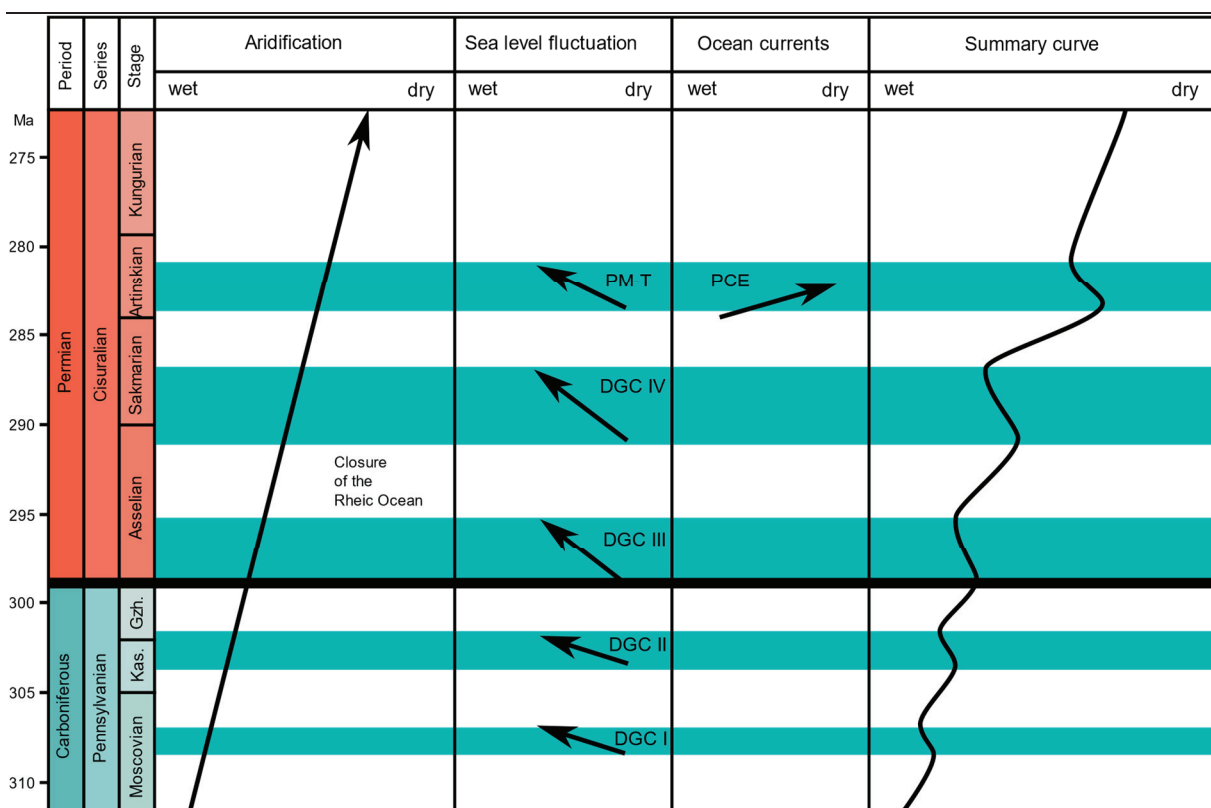 Period
Series
Stage
Aridification
Sea level fluctuation
Ocean currents
Summary curve
wet
dry
wet
dry
wet
dry
wet
dry
Ma
275
280
285
290
295
300
305
310
Permian
Carboniferous
Cisuralian
Pennsylvanian
Kungurian
Artinskian
Sakmarian
Asselian
Gzh.
Kas.
Moscovian
Closure
of the
Rheic Ocean
PM T
PCE
DGC IV
DGC III
DGC II
DGC I